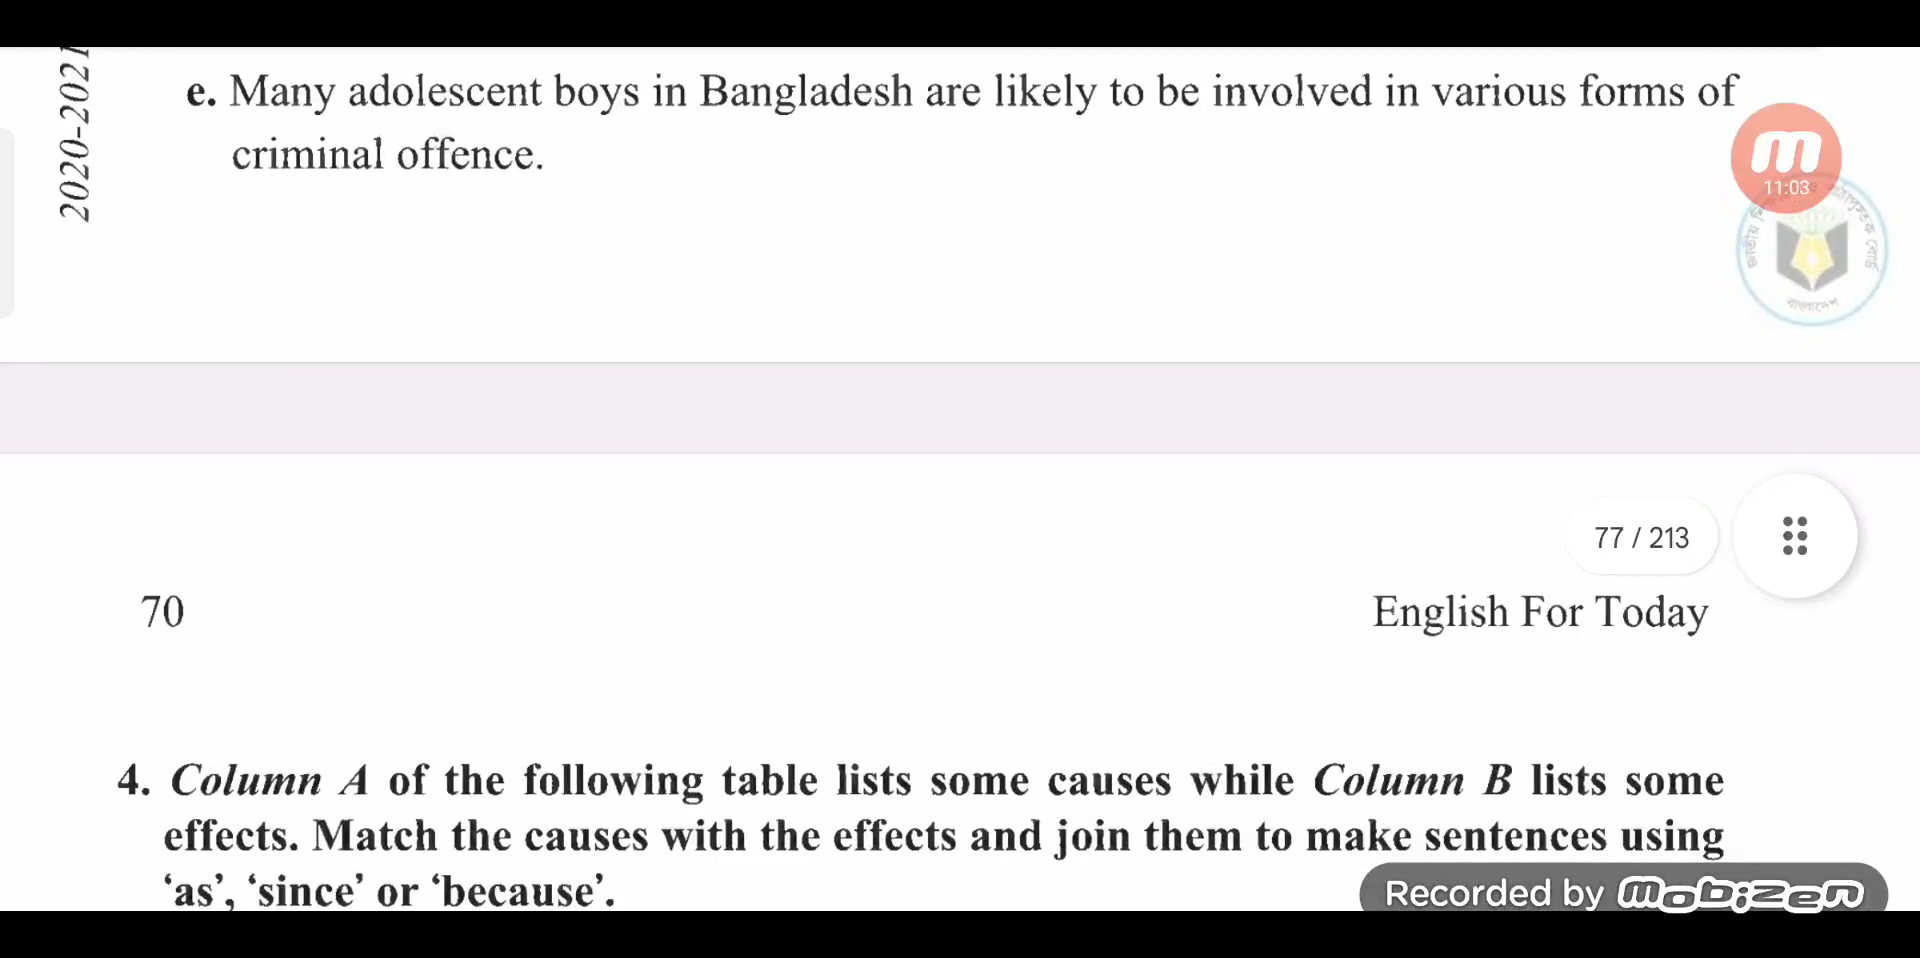 2020-2021
e. Many adolescent boys in Bangladesh are likely to be involved in various forms of
criminal offence.
11:03
বাংলাদেশ
77 / 213
70
English For Today
4. Column A of the following table lists some causes while Column B lists some
effects. Match the causes with the effects and join them to make sentences using
‘as’, ‘since’ or ‘because’.
Recorded by Mobizen